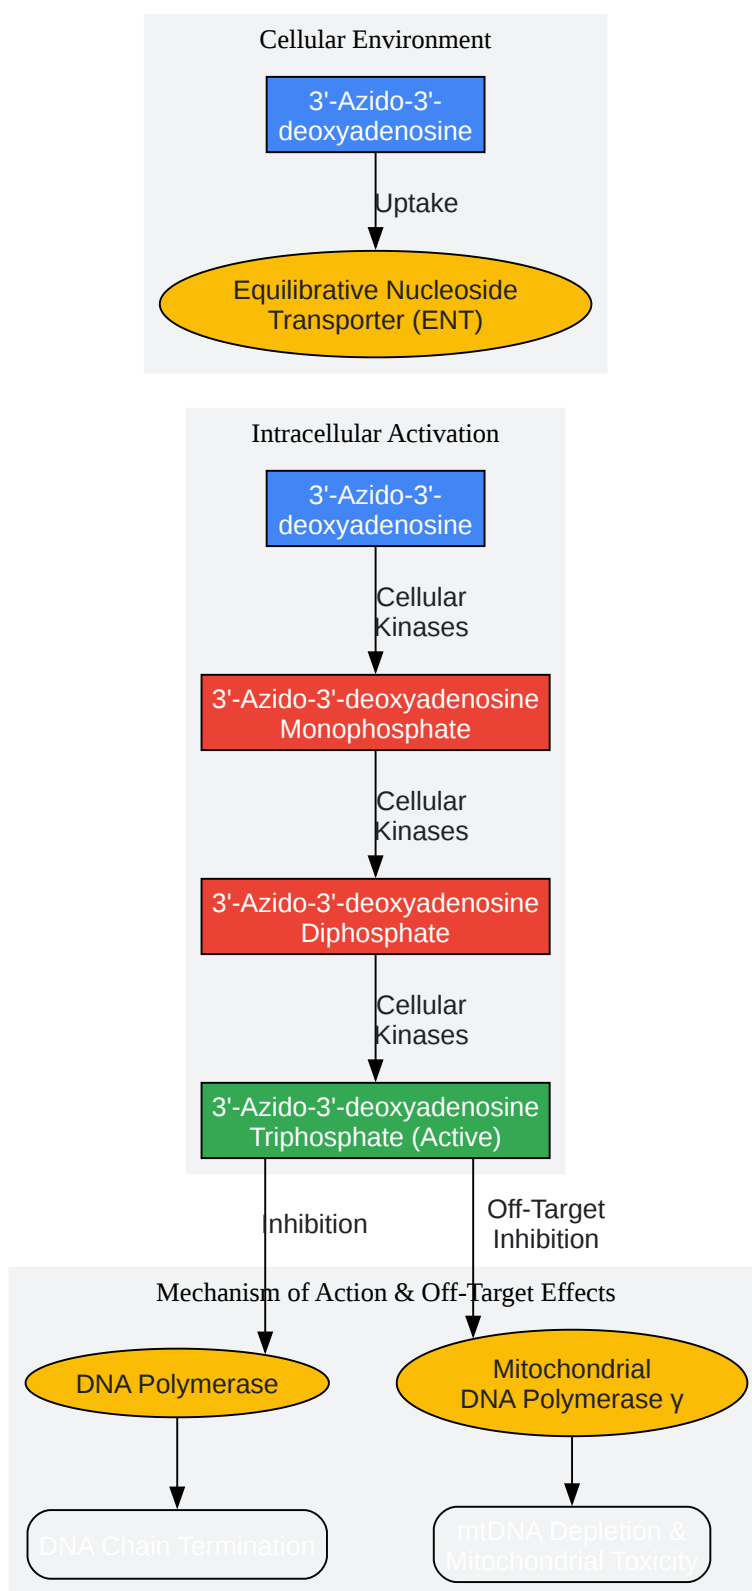 Cellular Environment
3'-Azido-3'-
deoxyadenosine
Uptake
Equilibrative Nucleoside
Transporter (ENT)
Intracellular Activation
3'-Azido-3'-
deoxyadenosine
Cellular
Kinases
3'-Azido-3'-deoxyadenosine
Monophosphate
Cellular
Kinases
3'-Azido-3'-deoxyadenosine
Diphosphate
Cellular
Kinases
3'-Azido-3'-deoxyadenosine
Triphosphate (Active)
Inhibition
Off-Target
Inhibition
Mechanism of Action & Off-Target Effects
DNA Polymerase
Mitochondrial
DNA Polymerase γ
DNA Chain Termination
mtDNA Depletion &
Mitochondrial Toxicity